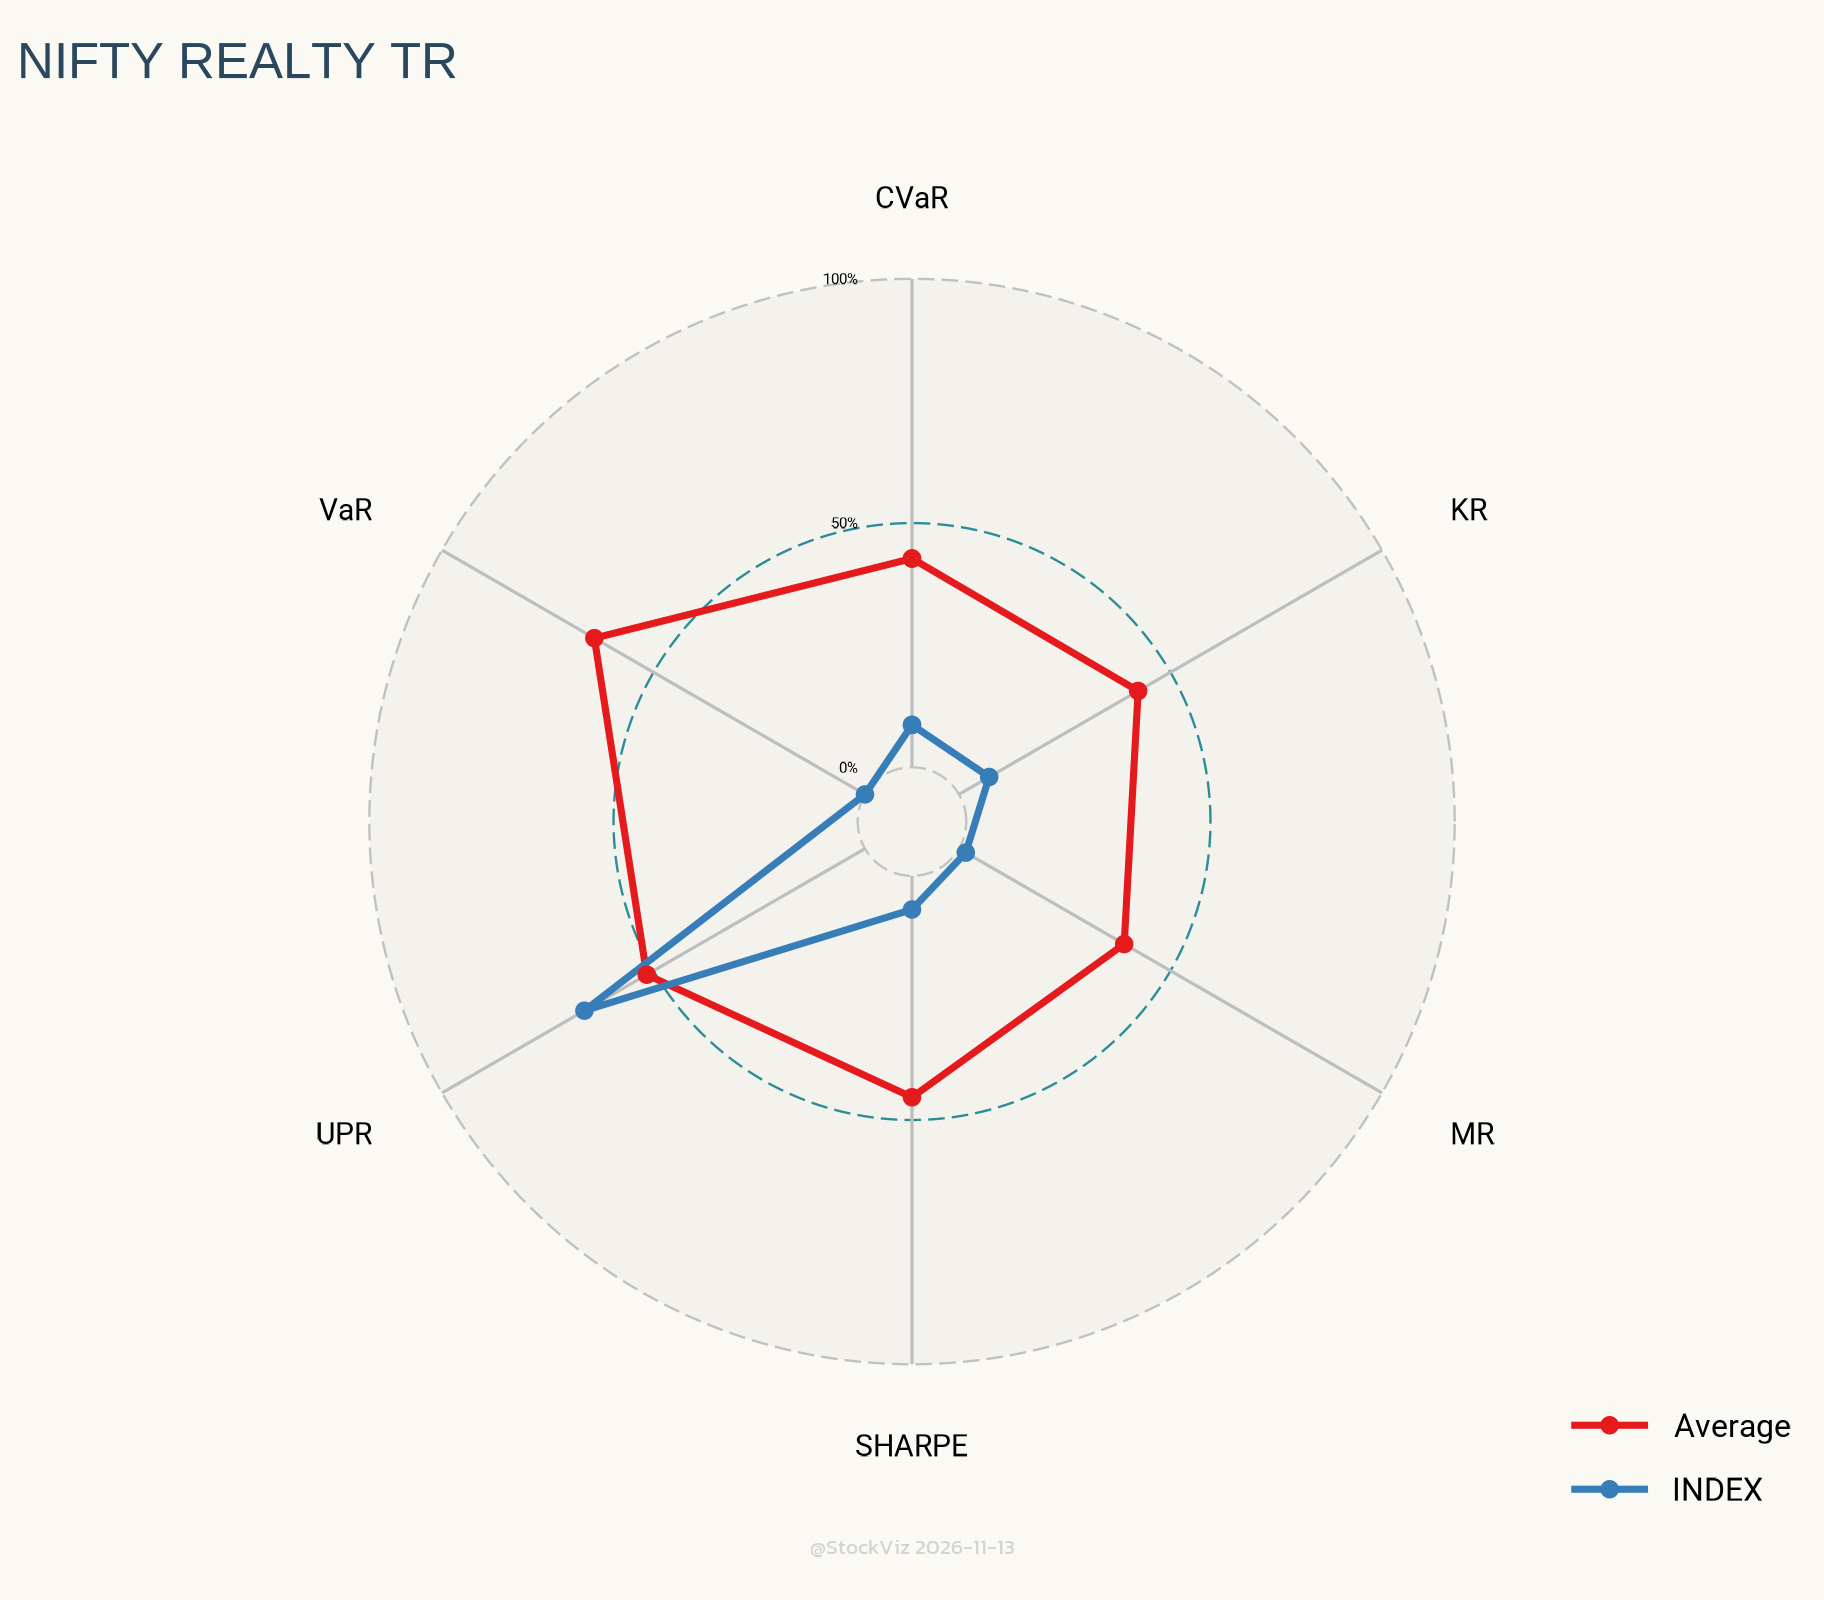 NIFTY REALTY TR
CVaR
100%
VaR
KR
50%
0%
UPR
MR
SHARPE
Average
INDEX
@StockViz 2026-11-13